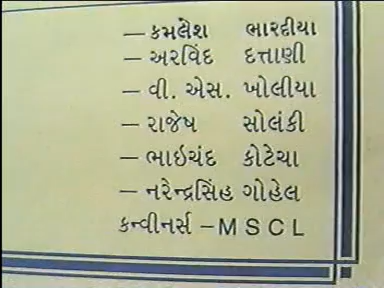 – કમલેશ ભારદીયા
– અરવિંદ દત્તાણી
– વી. એસ. ખોલીયા
– રાજેષ સોલંકી
– ભાઇચંદ કોટેચા
– નરેન્દ્રસિંહ ગોહેલ
કન્વીનર્સ – M S C L